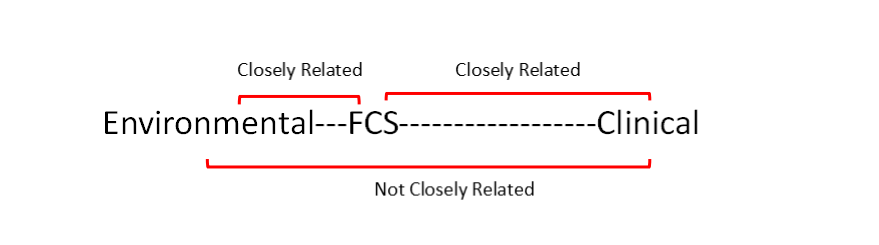 Closely Related Closely Related
Environmental---FCS------------------Clinical
Not Closely Related